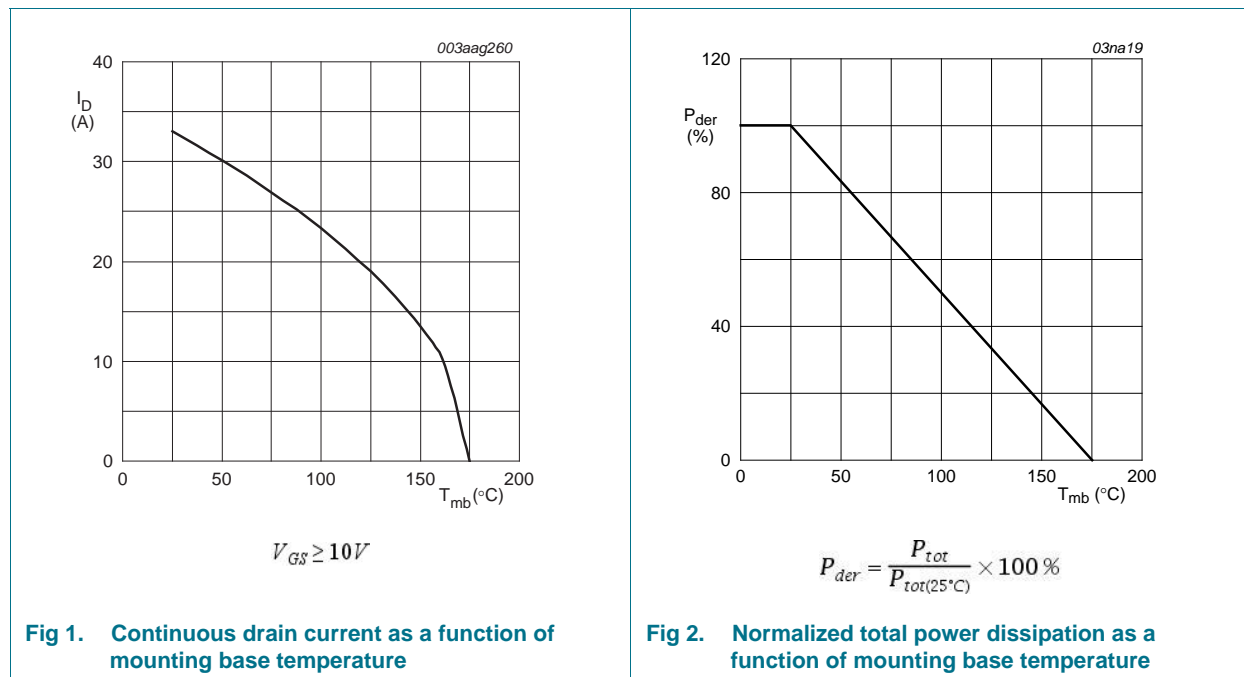 003aag260
40
30
20
10
0
I_D
(A)
0 50 100 150 200
T_mb (°C)
V_GS ≥ 10V
Fig 1. Continuous drain current as a function of
mounting base temperature
03na19
120
80
40
0
P_der
(%)
0 50 100 150 200
T_mb (°C)
P_der = P_tot / P_tot(25°C) × 100 %
Fig 2. Normalized total power dissipation as a
function of mounting base temperature